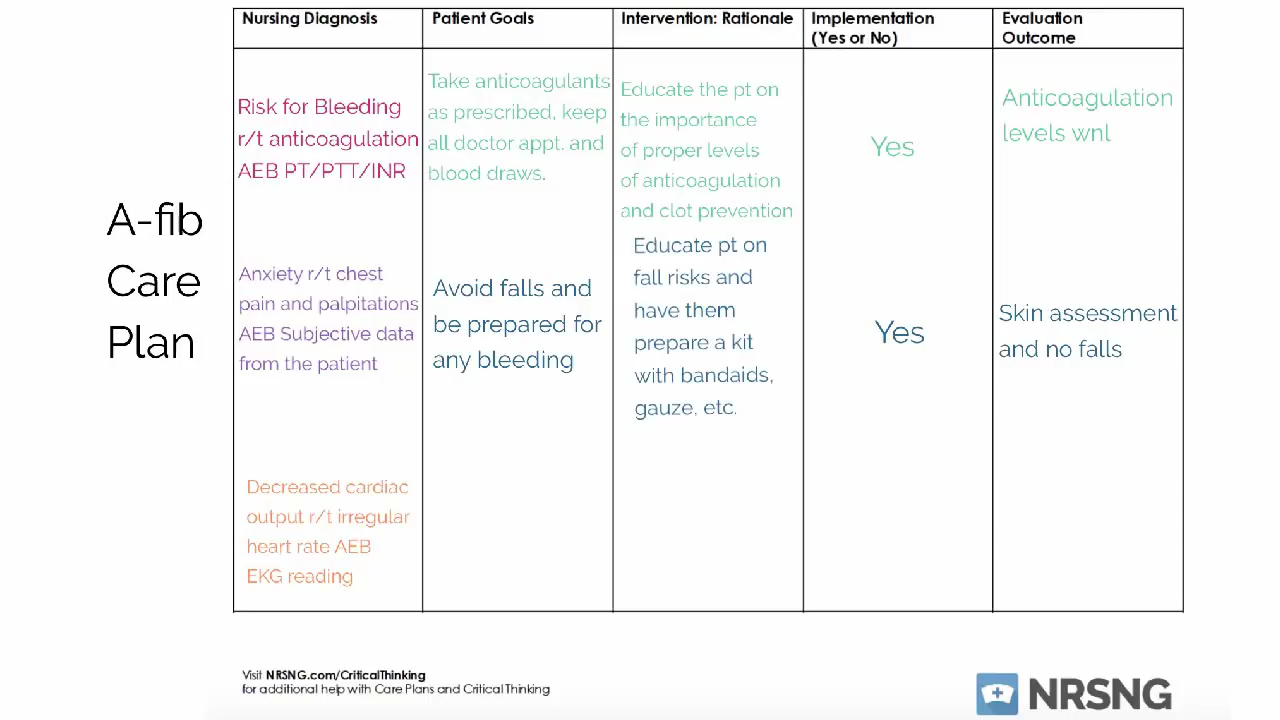 Nursing Diagnosis
Patient Goals
Intervention: Rationale
Implementation
(Yes or No)
Evaluation
Outcome
A-fib
Care
Plan
Risk for Bleeding
r/t anticoagulation
AEB PT/PTT/INR
Take anticoagulants
as prescribed, keep
all doctor appt. and
blood draws.
Educate the pt on
the importance
of proper levels
of anticoagulation
and clot prevention
Yes
Anticoagulation
levels wnl
Anxiety r/t chest
pain and palpitations
AEB Subjective data
from the patient
Avoid falls and
be prepared for
any bleeding
Educate pt on
fall risks and
have them
prepare a kit
with bandaids,
gauze, etc.
Yes
Skin assessment
and no falls
Decreased cardiac
output r/t irregular
heart rate AEB
EKG reading
Visit NRSNG.com/CriticalThinking
for additional help with Care Plans and Critical Thinking
NRSNG